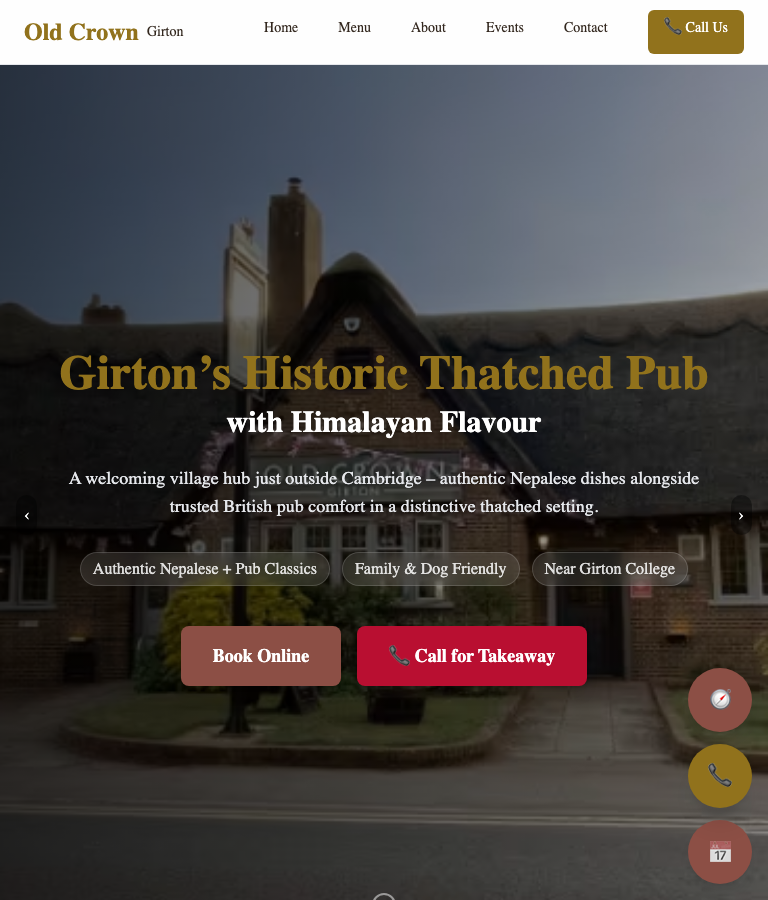 Old Crown Girton
Home
Menu
About
Events
Contact
📞 Call Us
OLD CROWN
GIRTON
Girton’s Historic Thatched Pub
with Himalayan Flavour
A welcoming village hub just outside Cambridge – authentic Nepalese dishes alongside
trusted British pub comfort in a distinctive thatched setting.
‹
›
Authentic Nepalese + Pub Classics
Family & Dog Friendly
Near Girton College
Book Online
📞 Call for Takeaway
17